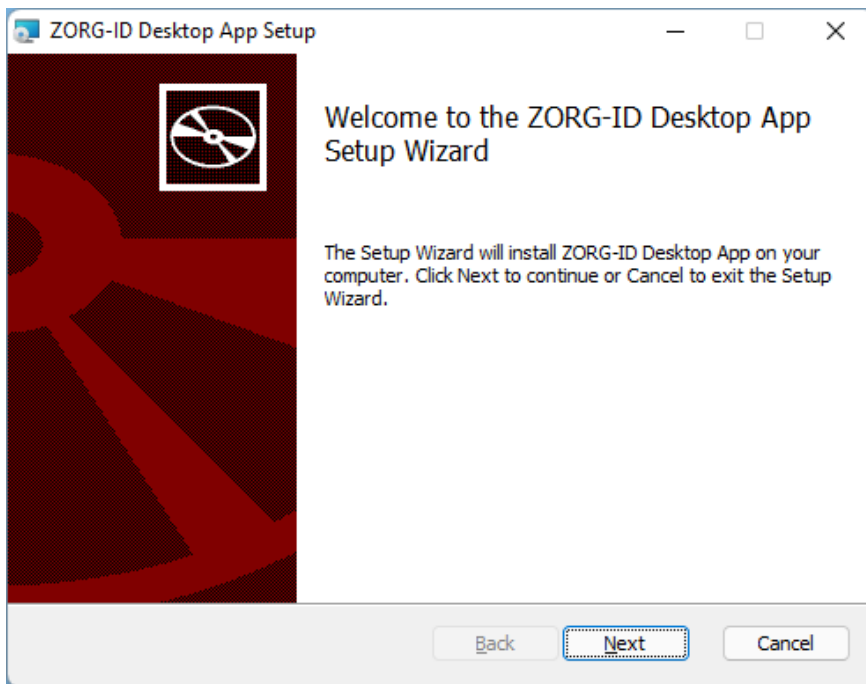 ZORG-ID Desktop App Setup
Welcome to the ZORG-ID Desktop App
Setup Wizard
The Setup Wizard will install ZORG-ID Desktop App on your
computer. Click Next to continue or Cancel to exit the Setup
Wizard.
Back
Next
Cancel